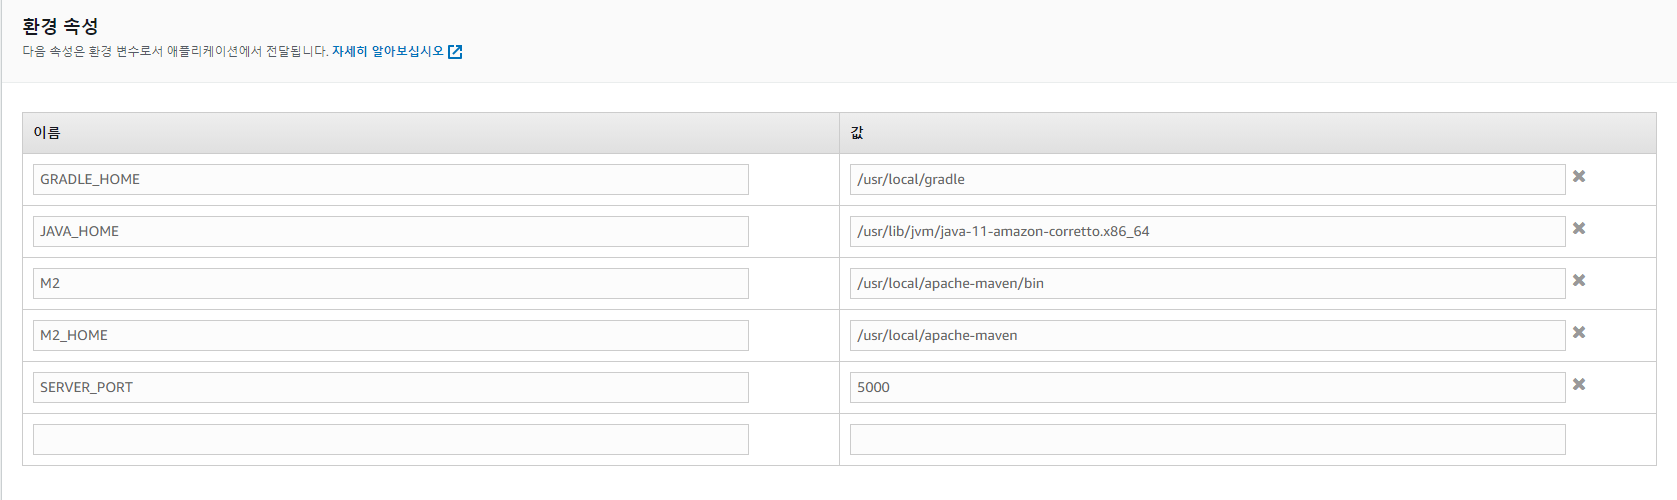 환경 속성
다음 속성은 환경 변수로서 애플리케이션에서 전달됩니다. 자세히 알아보십시오
이름 값
GRADLE_HOME /usr/local/gradle
JAVA_HOME /usr/lib/jvm/java-11-amazon-corretto.x86_64
M2 /usr/local/apache-maven/bin
M2_HOME /usr/local/apache-maven
SERVER_PORT 5000